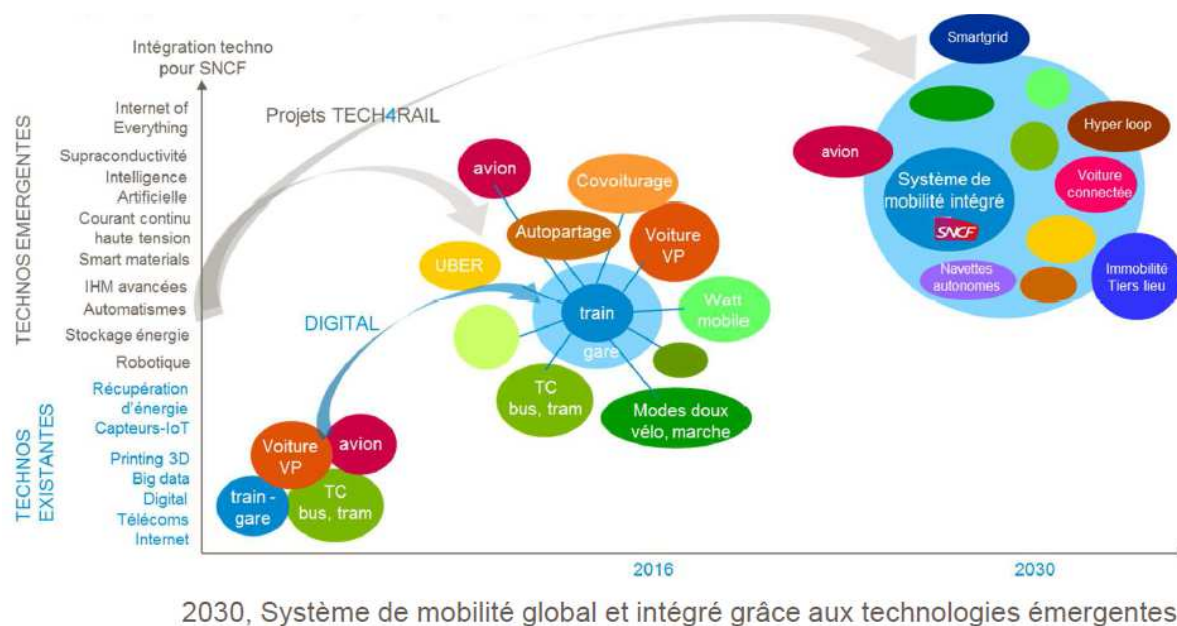 Intégration techno
pour SNCF
TECHNOS EMERGENTES
Internet of
Everything
Supraconductivité
Intelligence
Artificielle
Courant continu
haute tension
Smart materials
IHM avancées
Automatismes
Stockage énergie
Robotique
TECHNOS
EXISTANTES
Récupération
d'énergie
Capteurs-IoT
Printing 3D
Big data
Digital
Télécoms
Internet
Projets TECH4RAIL
DIGITAL
Voiture
VP
avion
train -
gare
TC
bus, tram
avion
Covoiturage
Autopartage
Voiture
VP
UBER
train
gare
Watt
mobile
TC
bus, tram
Modes doux
vélo, marche
Smartgrid
avion
Hyper loop
Système de
mobilité intégré
SNCF
Voiture
connectée
Navettes
autonomes
Immobilité
Tiers lieu
2016
2030
2030, Système de mobilité global et intégré grâce aux technologies émergentes